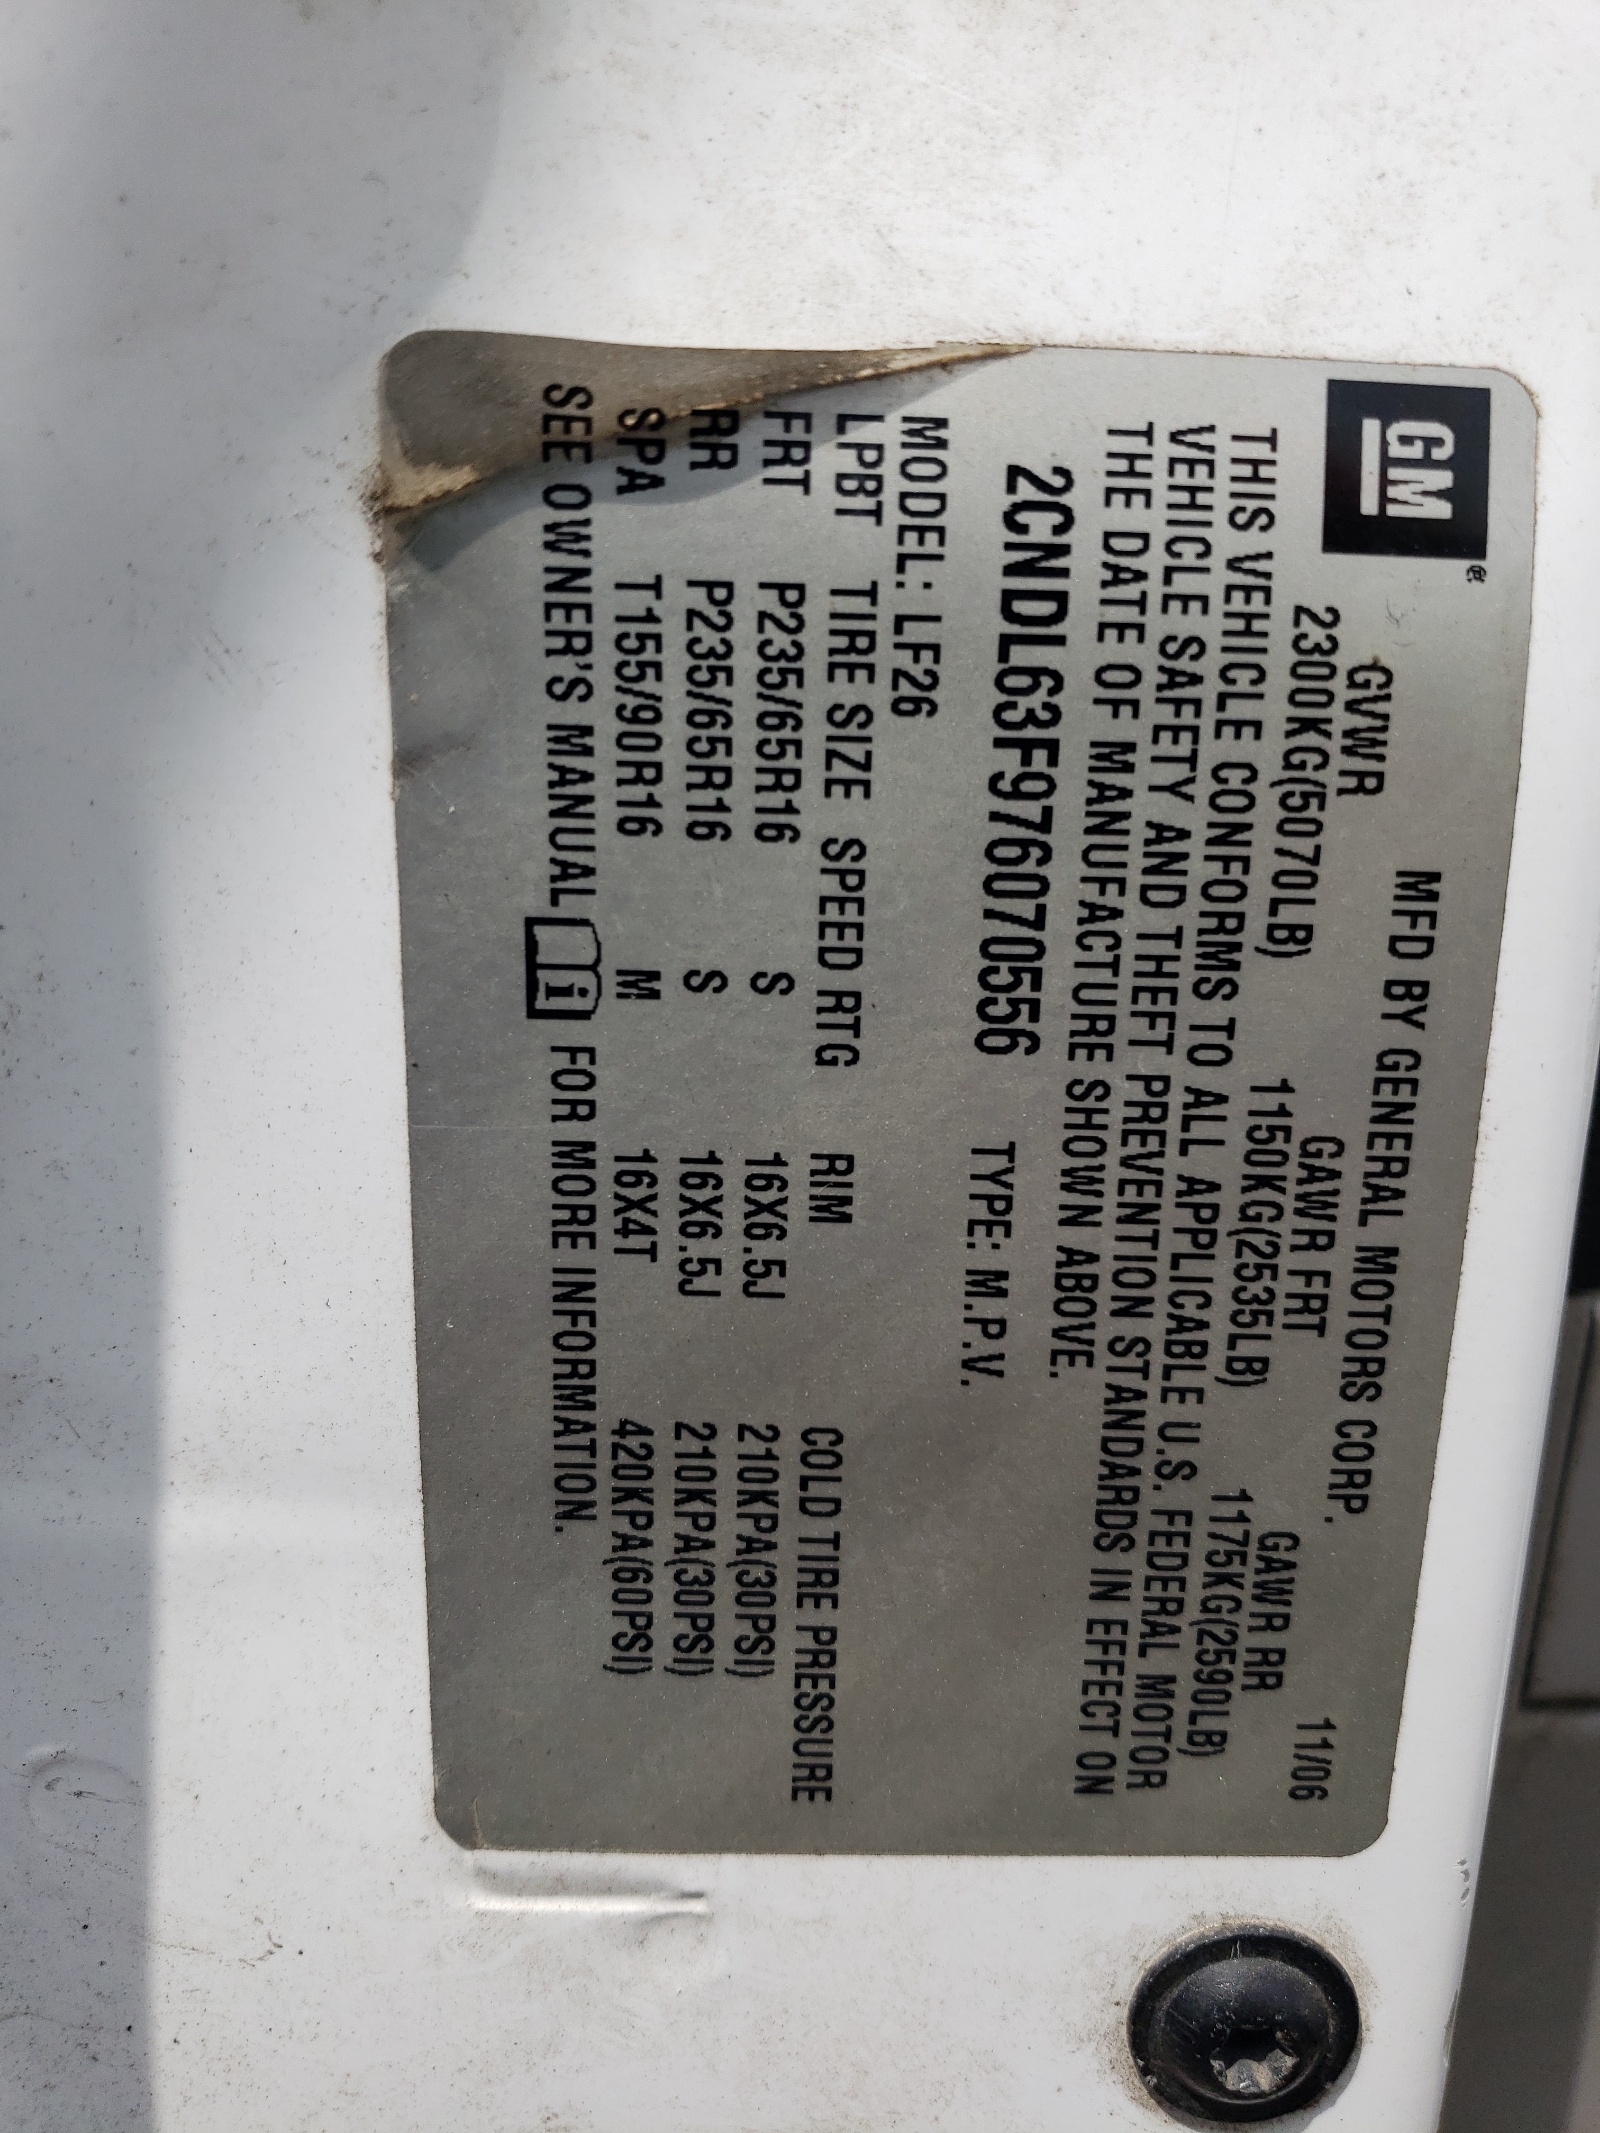 GM ®
MFD BY GENERAL MOTORS CORP. 11/06
GVWR GAWR FRT GAWR RR
2300KG(5070LB) 1150KG(2535LB) 1175KG(2590LB)
THIS VEHICLE CONFORMS TO ALL APPLICABLE U.S. FEDERAL MOTOR
VEHICLE SAFETY AND THEFT PREVENTION STANDARDS IN EFFECT ON
THE DATE OF MANUFACTURE SHOWN ABOVE.
2CNDL63F976070556 TYPE: M.P.V.
MODEL: LF26
LPBT TIRE SIZE SPEED RTG RIM COLD TIRE PRESSURE
FRT P235/65R16 S 16X6.5J 210KPA(30PSI)
RR P235/65R16 S 16X6.5J 210KPA(30PSI)
SPA T155/90R16 M 16X4T 420KPA(60PSI)
SEE OWNER'S MANUAL i FOR MORE INFORMATION.